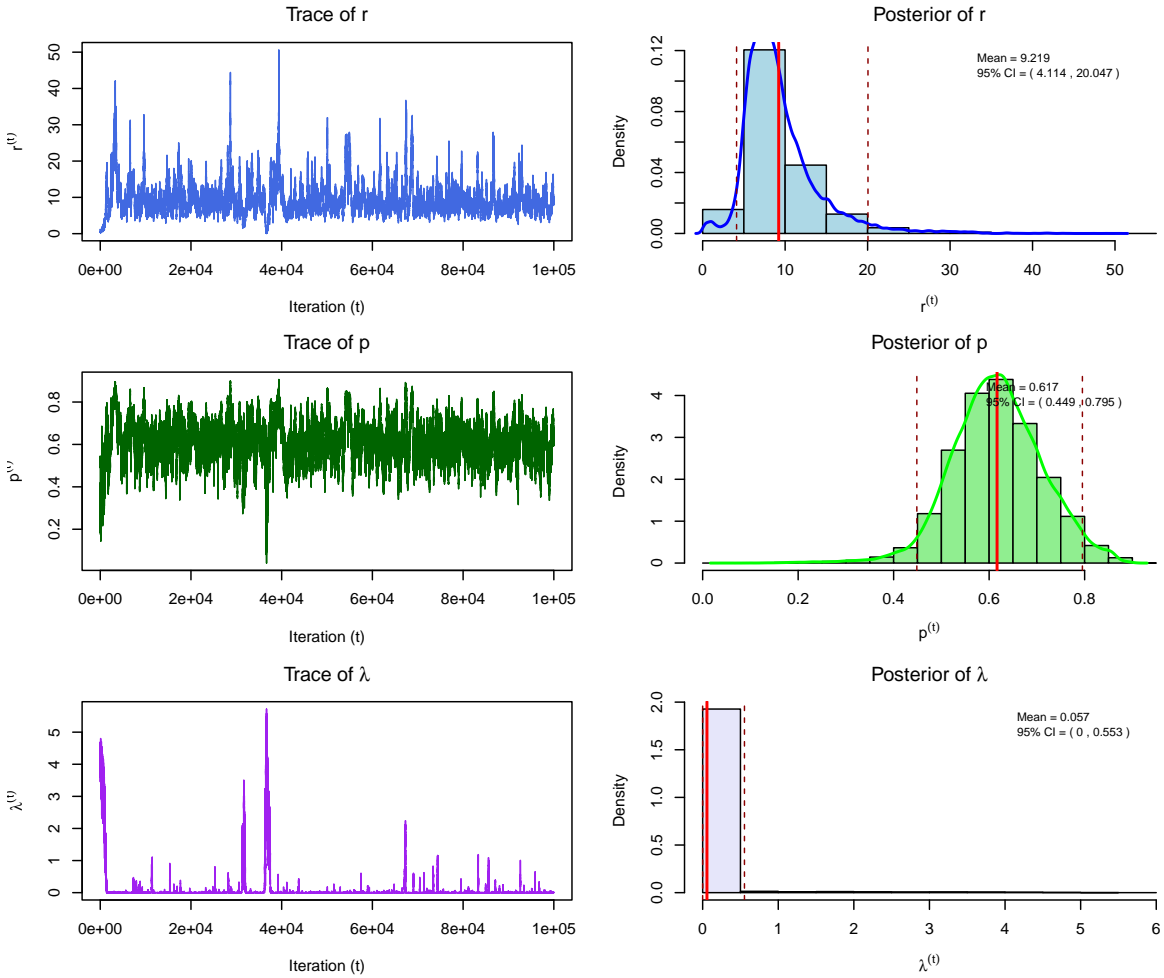 Trace of r
r(t)
0 10 20 30 40 50
0e+00 2e+04 4e+04 6e+04 8e+04 1e+05
Iteration (t)
Posterior of r
Mean = 9.219
95% CI = ( 4.114 , 20.047 )
Density
0.00 0.04 0.08 0.12
0 10 20 30 40 50
r(t)
Trace of p
p(t)
0.2 0.4 0.6 0.8
0e+00 2e+04 4e+04 6e+04 8e+04 1e+05
Iteration (t)
Posterior of p
Mean = 0.617
95% CI = ( 0.449 , 0.795 )
Density
0 1 2 3 4
0.0 0.2 0.4 0.6 0.8
p(t)
Trace of λ
λ(t)
0 1 2 3 4 5
0e+00 2e+04 4e+04 6e+04 8e+04 1e+05
Iteration (t)
Posterior of λ
Mean = 0.057
95% CI = ( 0 , 0.553 )
Density
0.0 0.5 1.0 1.5 2.0
0 1 2 3 4 5 6
λ(t)